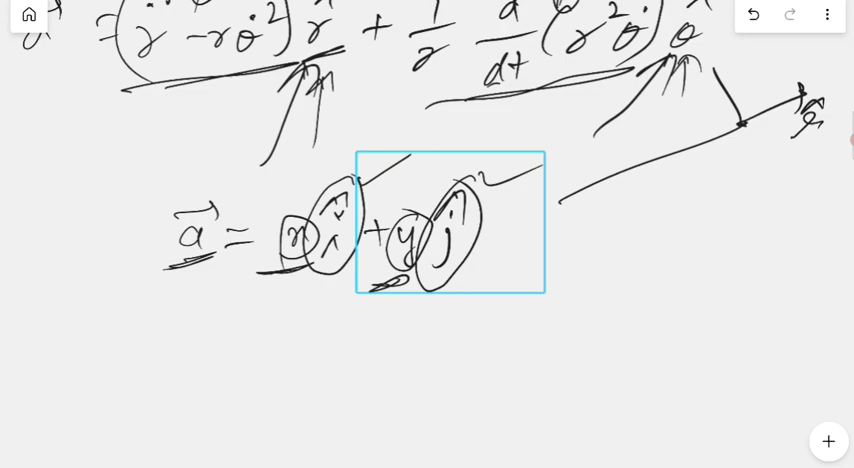 = (r̈ − rθ̇²) r̂ + 1/r d/dt (r²θ̇) θ̂
a⃗ = x î + y ĵ